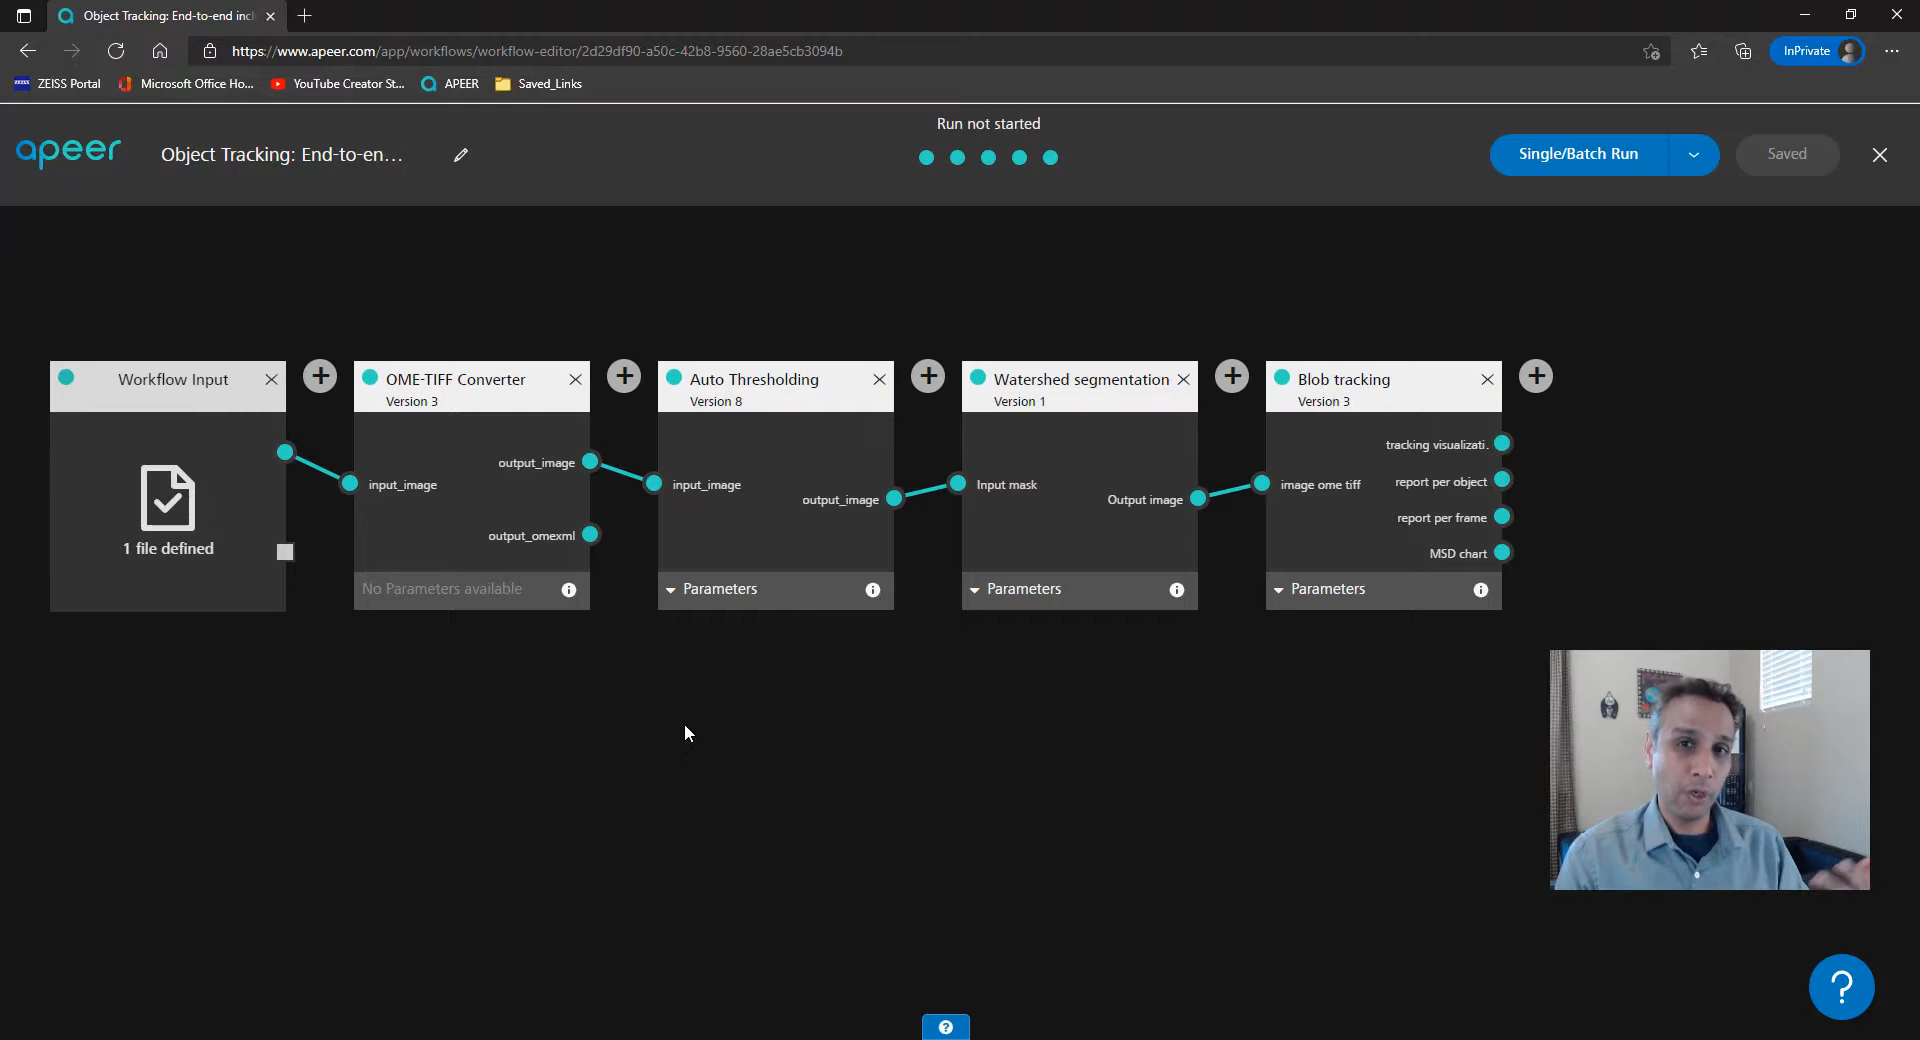 Object Tracking: End-to-end incl
https://www.apeer.com/app/workflows/workflow-editor/2d29df90-a50c-42b8-9560-28ae5cb3094b
InPrivate
ZEISS Portal
Microsoft Office Ho...
YouTube Creator St...
APEER
Saved_Links
Run not started
apeer
Object Tracking: End-to-en...
Single/Batch Run
Saved
Workflow Input
OME-TIFF Converter
Version 3
Auto Thresholding
Version 8
Watershed segmentation
Version 1
Blob tracking
Version 3
1 file defined
input_image
output_image
output_omexml
No Parameters available
input_image
output_image
Parameters
Input mask
Output image
Parameters
image ome tiff
tracking visualizati..
report per object
report per frame
MSD chart
Parameters